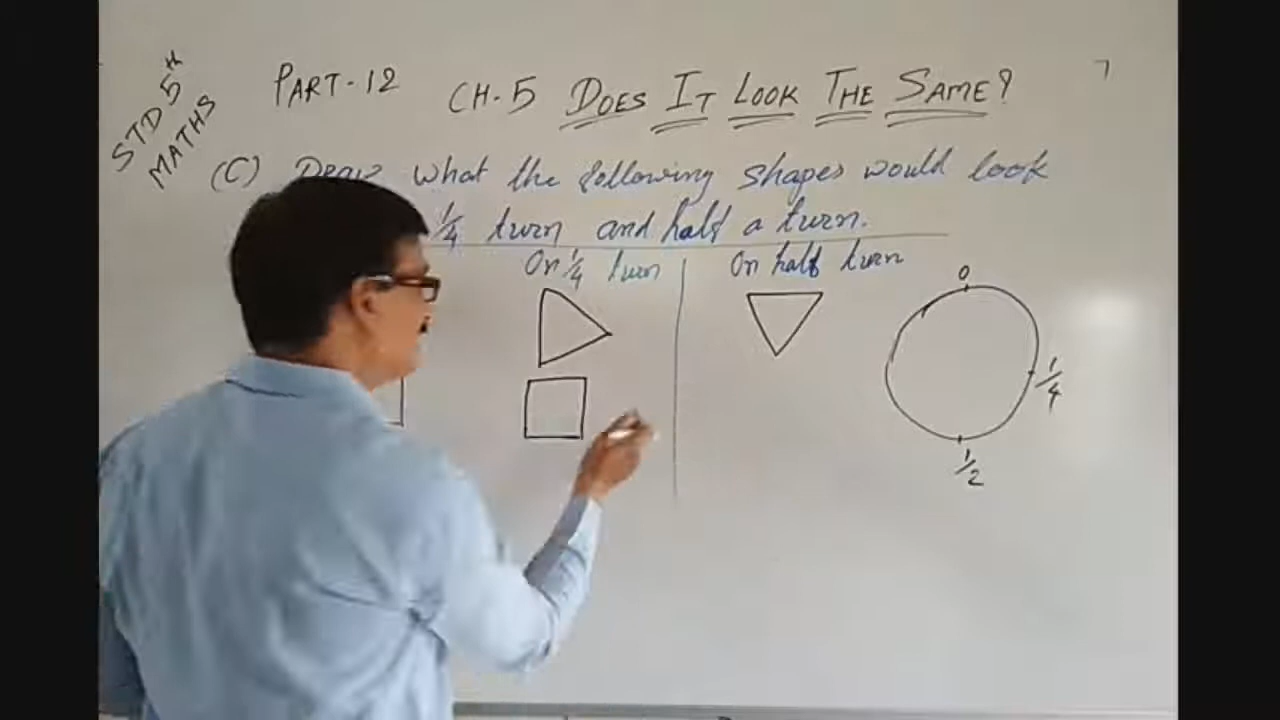 STD 5th
MATHS
PART-12
CH.5 DOES IT LOOK THE SAME?
(C) Draw what the following shapes would look
1/4 turn and half a turn.
On 1/4 turn
On half turn
0
1/4
1/2